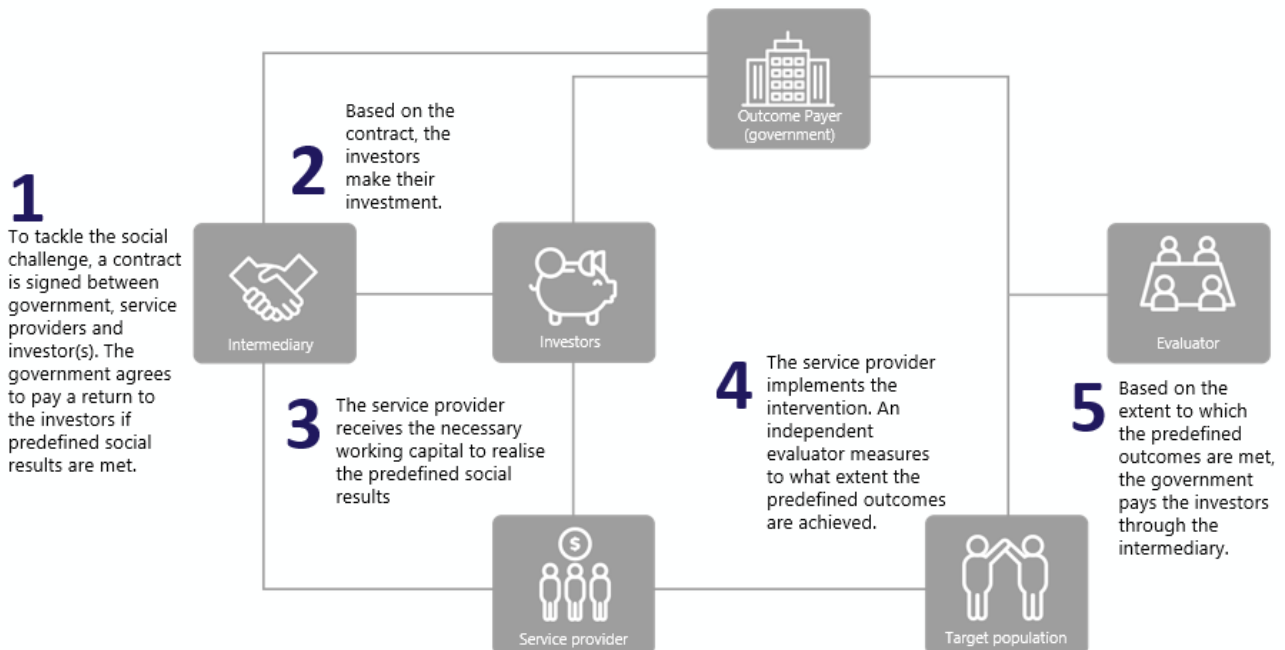 Outcome Payer
(government)
1
To tackle the social
challenge, a contract
is signed between
government, service
providers and
investor(s). The
government agrees
to pay a return to
the investors if
predefined social
results are met.
2
Based on the
contract, the
investors
make their
investment.
Intermediary
Investors
Evaluator
3
The service provider
receives the necessary
working capital to realise
the predefined social
results
4
The service provider
implements the
intervention. An
independent
evaluator measures
to what extent the
predefined outcomes
are achieved.
5
Based on the
extent to which
the predefined
outcomes are met,
the government
pays the investors
through the
intermediary.
$
Service provider
Target population